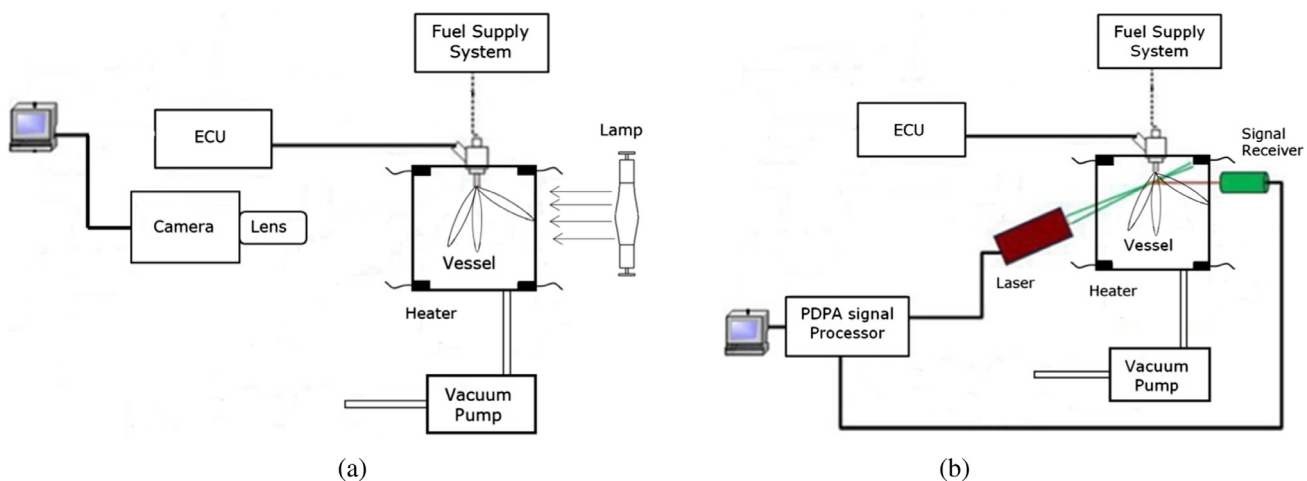 Fuel Supply
System
ECU
Lamp
Camera
Lens
Vessel
Heater
Vacuum
Pump
(a)
Fuel Supply
System
ECU
Signal
Receiver
Vessel
Laser
Heater
PDPA signal
Processor
Vacuum
Pump
(b)